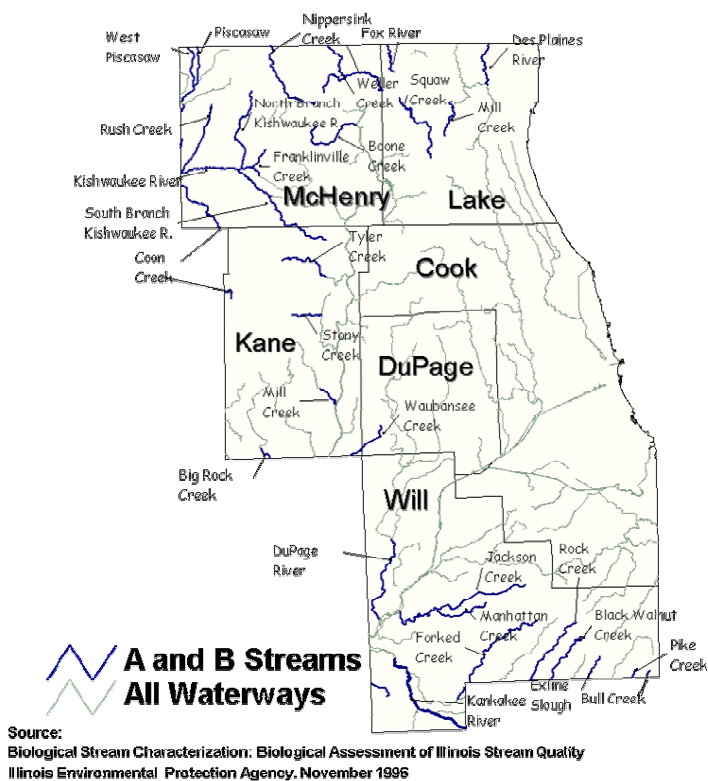 Nippersink
Creek
Piscasaw
Fox River
West
Piscasaw
Des Plaines
River
Weller
Creek
Squaw
Creek
Mill
Creek
North Branch
Kishwaukee R.
Rush Creek
Boone
Creek
Franklinville
Creek
Kishwaukee River
McHenry
Lake
South Branch
Kishwaukee R.
Tyler
Creek
Coon
Creek
Cook
Kane
Stony
Creek
DuPage
Mill
Creek
Waubansee
Creek
Big Rock
Creek
Will
DuPage
River
Jackson
Creek
Rock
Creek
Manhattan
Creek
Black Walnut
Creek
Forked
Creek
Pike
Creek
Exline
Slough
Bull Creek
Kankakee
River
A and B Streams
All Waterways
Source:
Biological Stream Characterization: Biological Assessment of Illinois Stream Quality
Illinois Environmental Protection Agency. November 1996